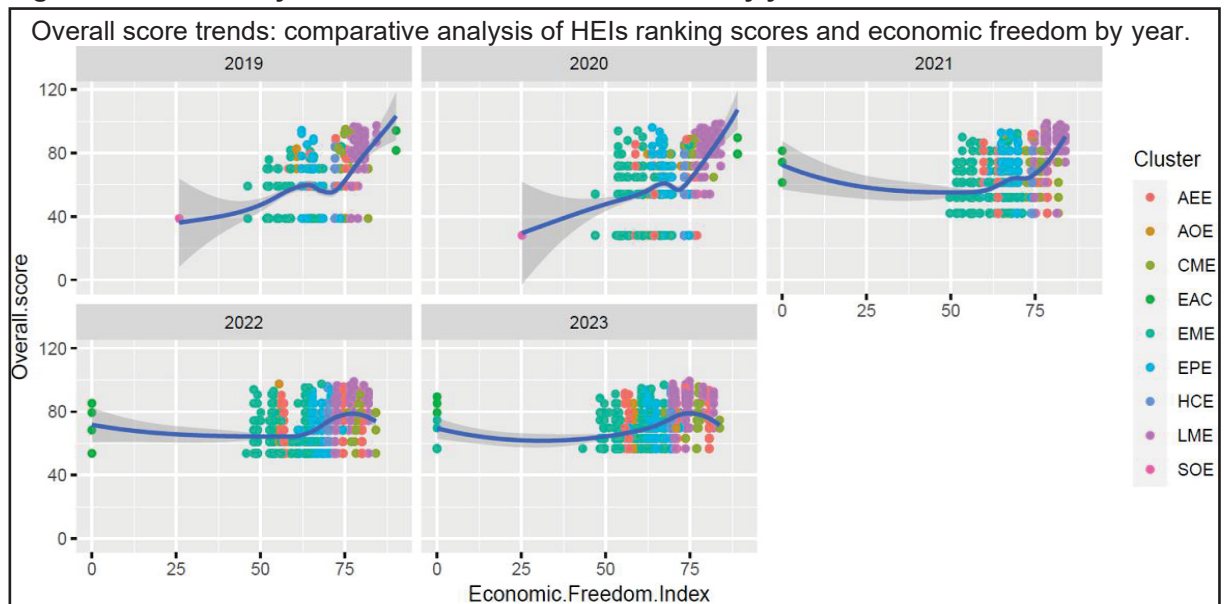 Overall score trends: comparative analysis of HEIs ranking scores and economic freedom by year.
2019
2020
2021
120
80
40
0
0 25 50 75
2022
2023
120
80
40
0
0 25 50 75
0 25 50 75
Overall.score
Economic.Freedom.Index
Cluster
AEE
AOE
CME
EAC
EME
EPE
HCE
LME
SOE